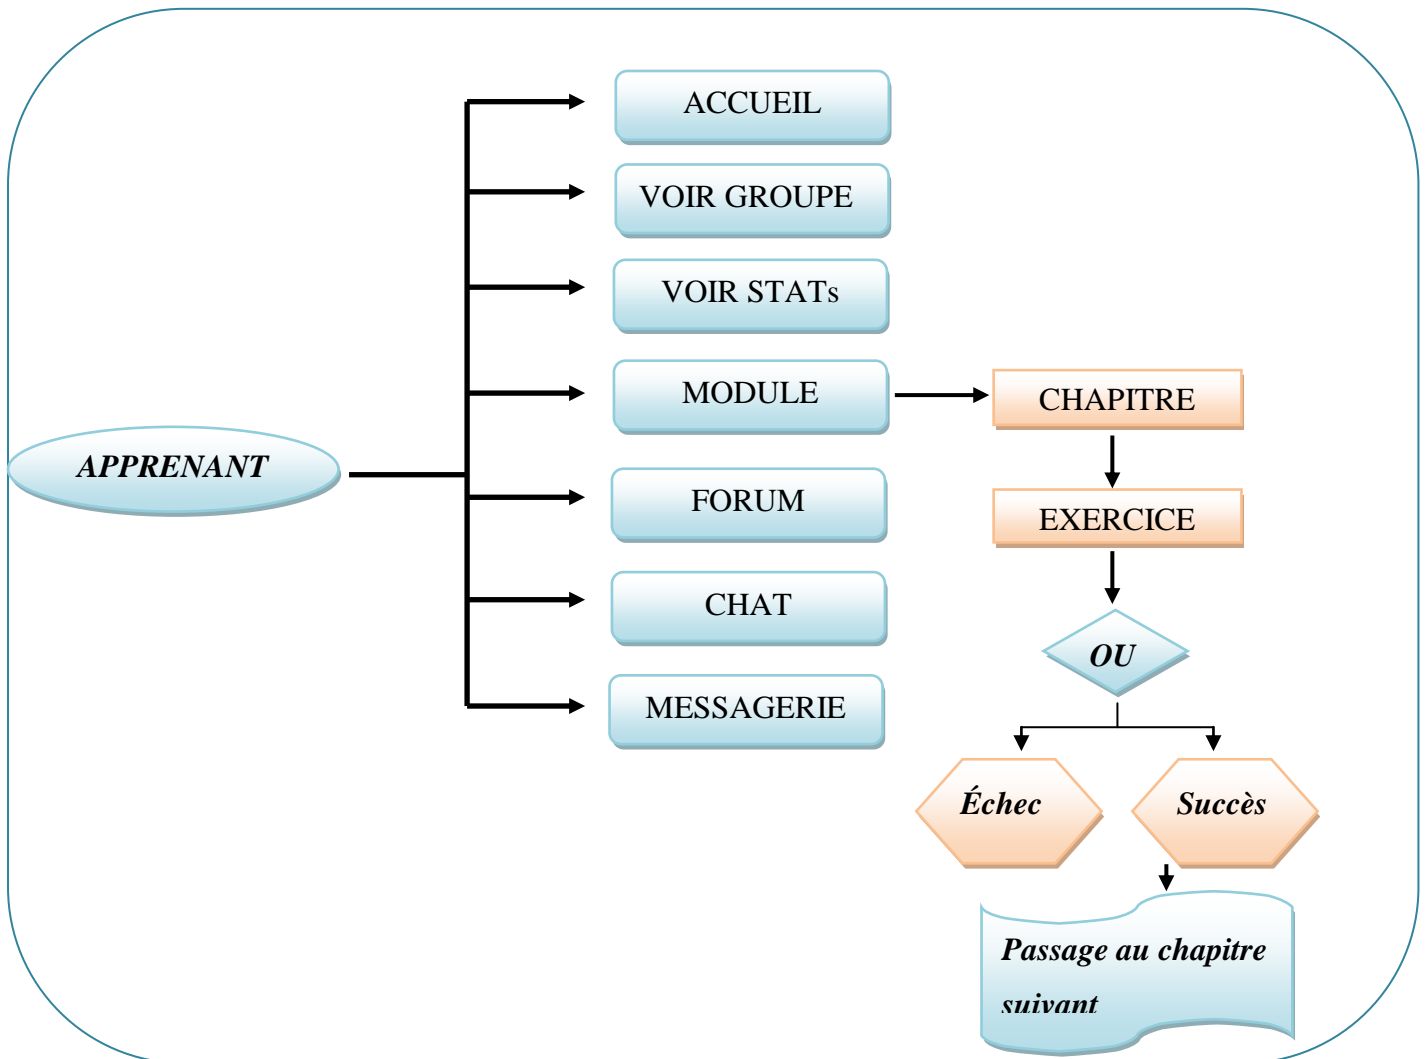 ACCUEIL
VOIR GROUPE
VOIR STATs
MODULE
CHAPITRE
APPRENANT
FORUM
EXERCICE
CHAT
OU
MESSAGERIE
Échec
Succès
Passage au chapitre
suivant